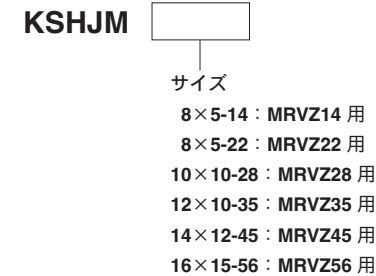 KSHJM
サイズ
8×5-14：MRVZ14 用
8×5-22：MRVZ22 用
10×10-28：MRVZ28 用
12×10-35：MRVZ35 用
14×12-45：MRVZ45 用
16×15-56：MRVZ56 用